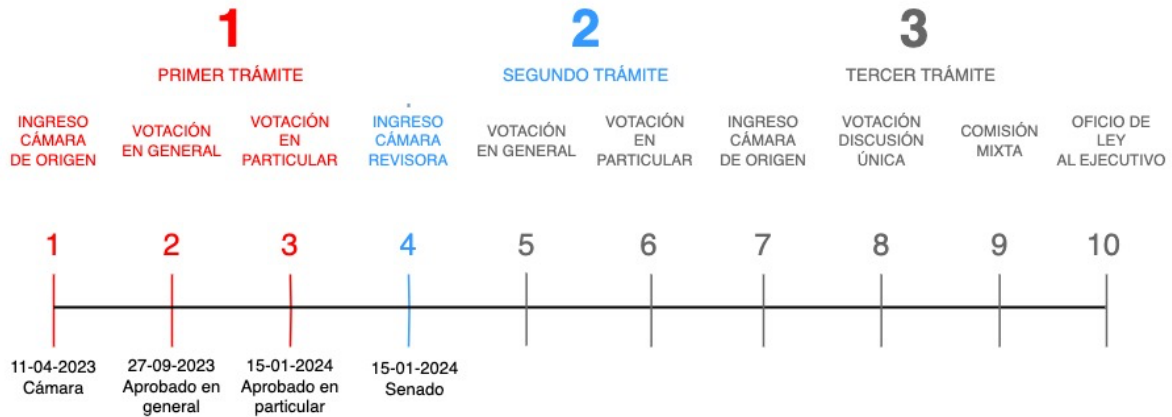 1
2
3
PRIMER TRÁMITE
SEGUNDO TRÁMITE
TERCER TRÁMITE
INGRESO
CÁMARA
DE ORIGEN
VOTACIÓN
EN GENERAL
VOTACIÓN
EN
PARTICULAR
INGRESO
CÁMARA
REVISORA
VOTACIÓN
EN GENERAL
VOTACIÓN
EN
PARTICULAR
INGRESO
CÁMARA
DE ORIGEN
VOTACIÓN
DISCUSIÓN
ÚNICA
COMISIÓN
MIXTA
OFICIO DE
LEY
AL EJECUTIVO
1
2
3
4
5
6
7
8
9
10
11-04-2023
Cámara
27-09-2023
Aprobado en
general
15-01-2024
Aprobado en
particular
15-01-2024
Senado